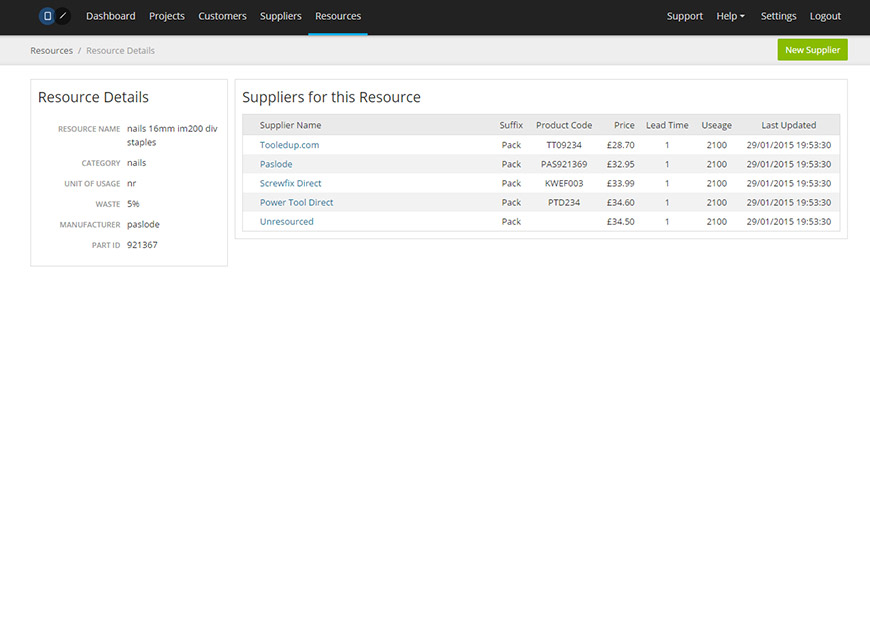 Dashboard Projects Customers Suppliers Resources Support Help Settings Logout
Resources / Resource Details New Supplier
Resource Details
RESOURCE NAME nails 16mm im200 div
staples
CATEGORY nails
UNIT OF USAGE nr
WASTE 5%
MANUFACTURER paslode
PART ID 921367
Suppliers for this Resource
Supplier Name Suffix Product Code Price Lead Time Useage Last Updated
Tooledup.com Pack TT09234 £28.70 1 2100 29/01/2015 19:53:30
Paslode Pack PAS921369 £32.95 1 2100 29/01/2015 19:53:30
Screwfix Direct Pack KWEF003 £33.99 1 2100 29/01/2015 19:53:30
Power Tool Direct Pack PTD234 £34.60 1 2100 29/01/2015 19:53:30
Unresourced Pack £34.50 1 2100 29/01/2015 19:53:30